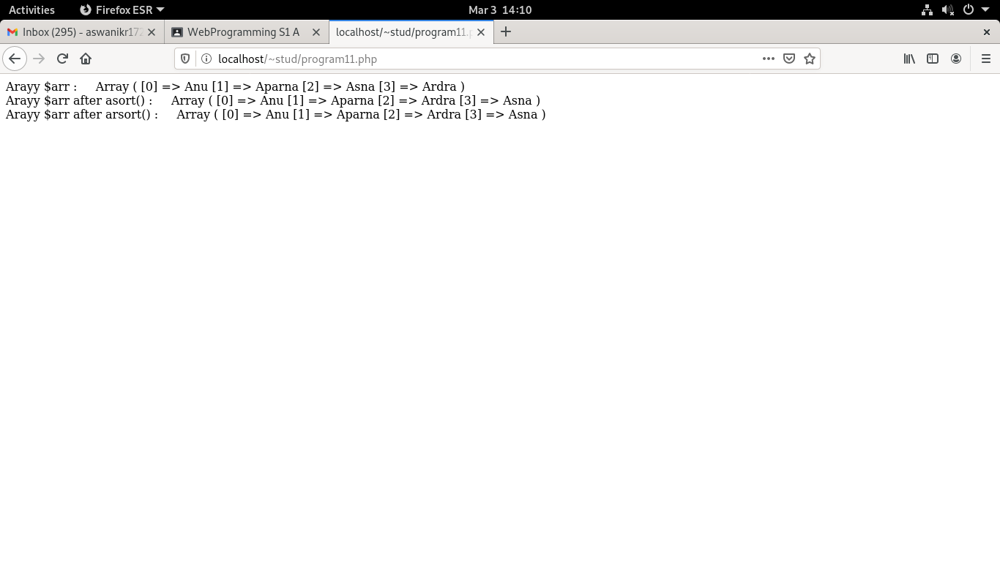 Activities Firefox ESR Mar 3 14:10
Inbox (295) - aswanikr172 WebProgramming S1 A localhost/~stud/program11.p
localhost/~stud/program11.php
Arayy $arr : Array ( [0] => Anu [1] => Aparna [2] => Asna [3] => Ardra )
Arayy $arr after asort() : Array ( [0] => Anu [1] => Aparna [2] => Ardra [3] => Asna )
Arayy $arr after arsort() : Array ( [0] => Anu [1] => Aparna [2] => Ardra [3] => Asna )